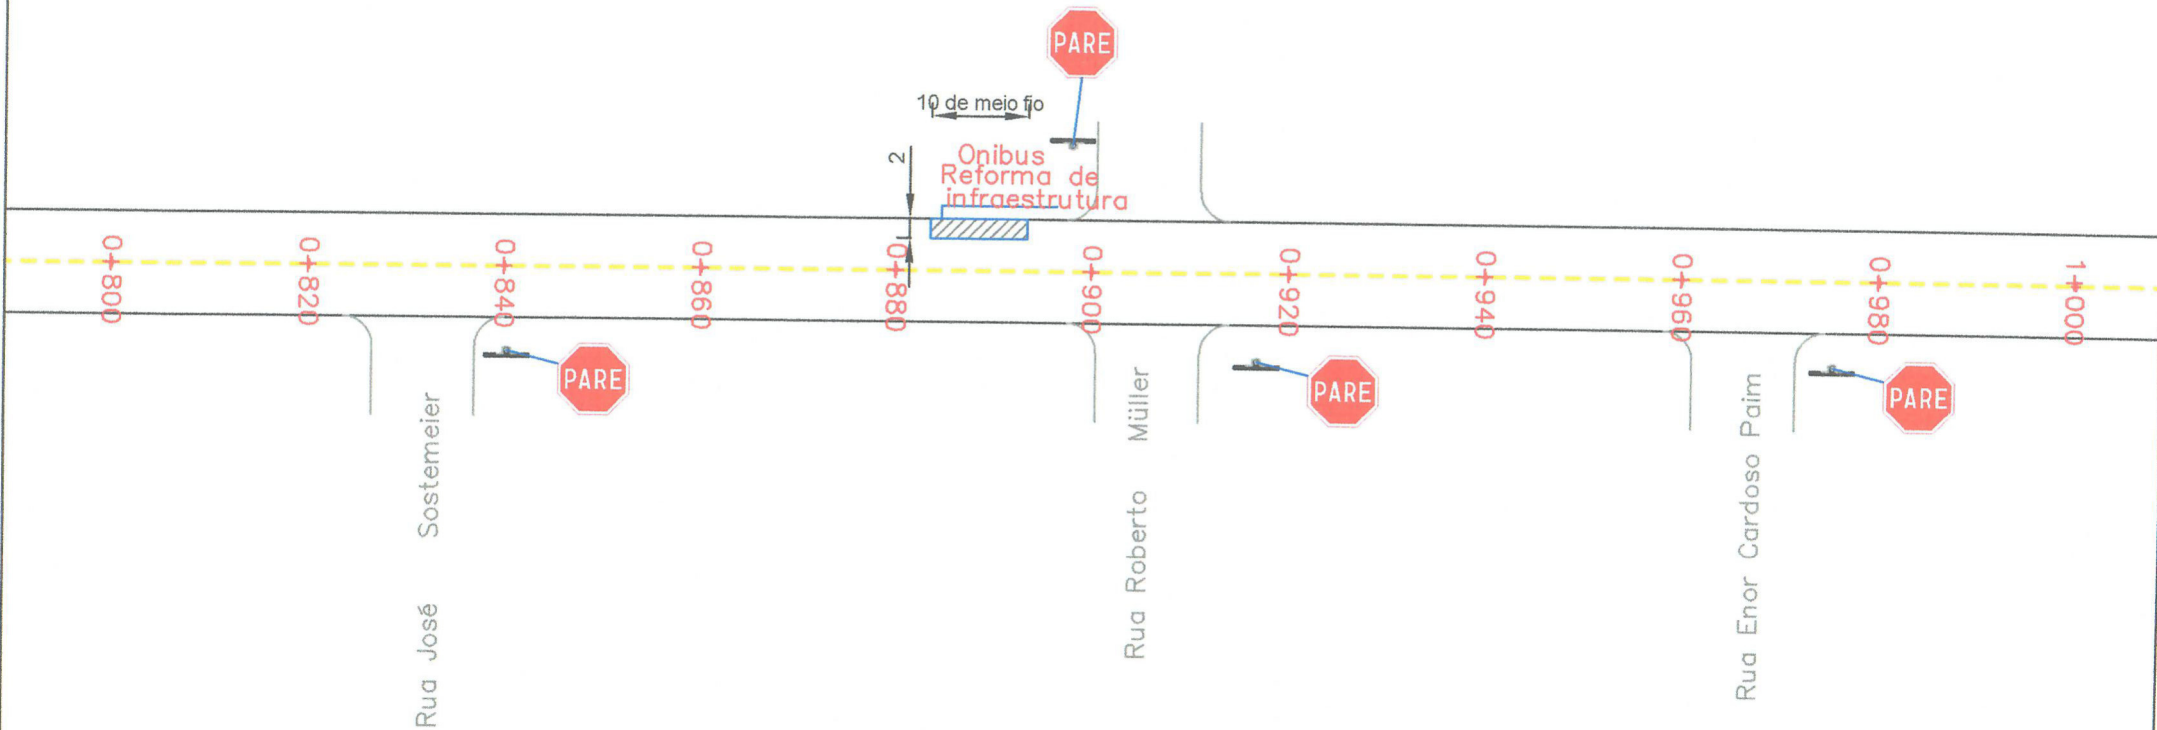 PARE
10 de meio fio
2
Onibus
Reforma de
infraestrutura
0+800
0+820
0+840
0+860
0+880
0+900
0+920
0+940
0+960
0+980
1+000
PARE
PARE
PARE
Rua José Sostemeier
Rua Roberto Müller
Rua Enor Cardoso Paim